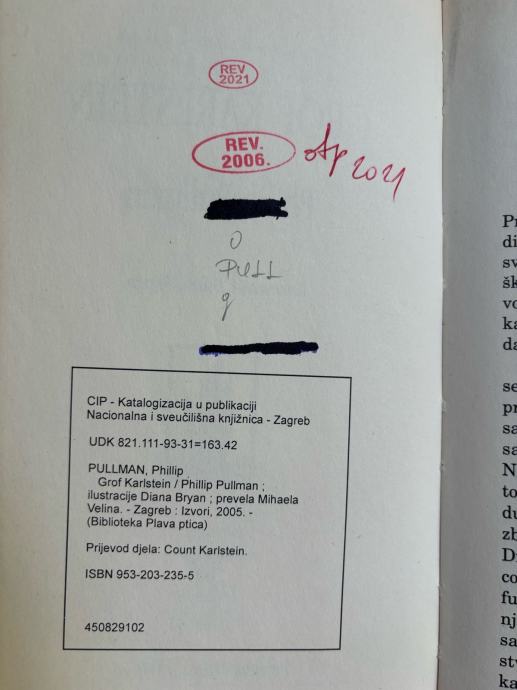 REV
2021
REV.
2006.
otp 2021
O
PULL
g
CIP - Katalogizacija u publikaciji
Nacionalna i sveučilišna knjižnica - Zagreb
UDK 821.111-93-31=163.42
PULLMAN, Phillip
Grof Karlstein / Phillip Pullman ;
ilustracije Diana Bryan ; prevela Mihaela
Velina. - Zagreb : Izvori, 2005. -
(Biblioteka Plava ptica)
Prijevod djela: Count Karlstein.
ISBN 953-203-235-5
450829102